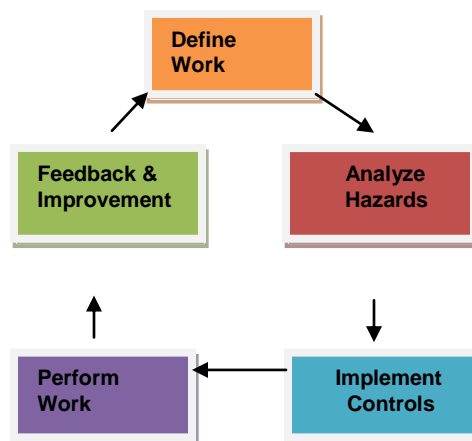 Define
Work
Feedback &
Improvement
Analyze
Hazards
Perform
Work
Implement
Controls